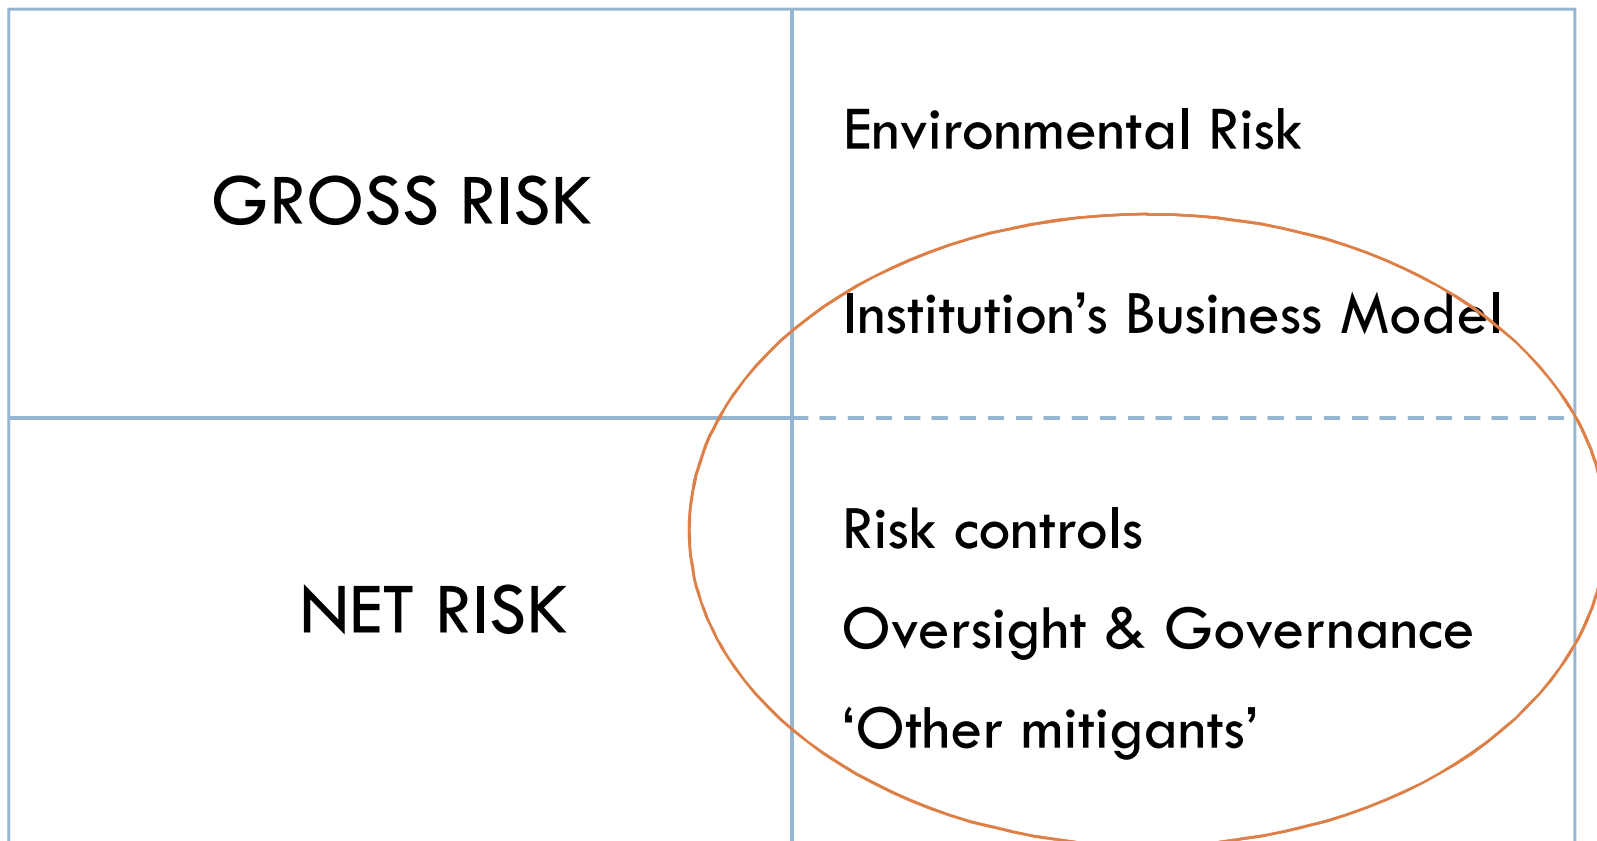 GROSS RISK
Environmental Risk
Institution’s Business Model
NET RISK
Risk controls
Oversight & Governance
‘Other mitigants’